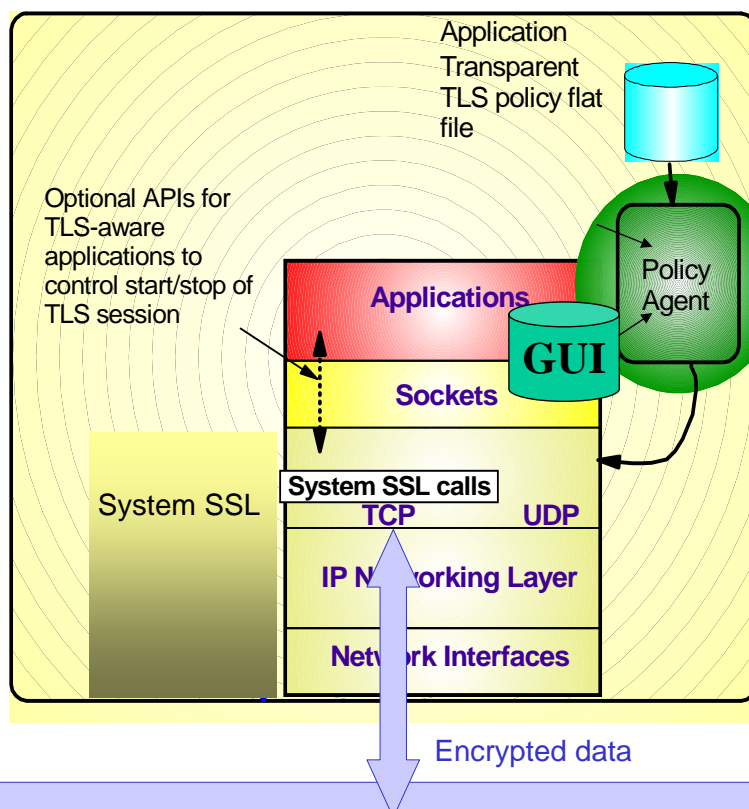 Application
Transparent
TLS policy flat
file
Optional APIs for
TLS-aware
applications to
control start/stop of
TLS session
Policy
Agent
Applications
GUI
Sockets
System SSL
System SSL calls
TCP
UDP
IP Networking Layer
Network Interfaces
Encrypted data